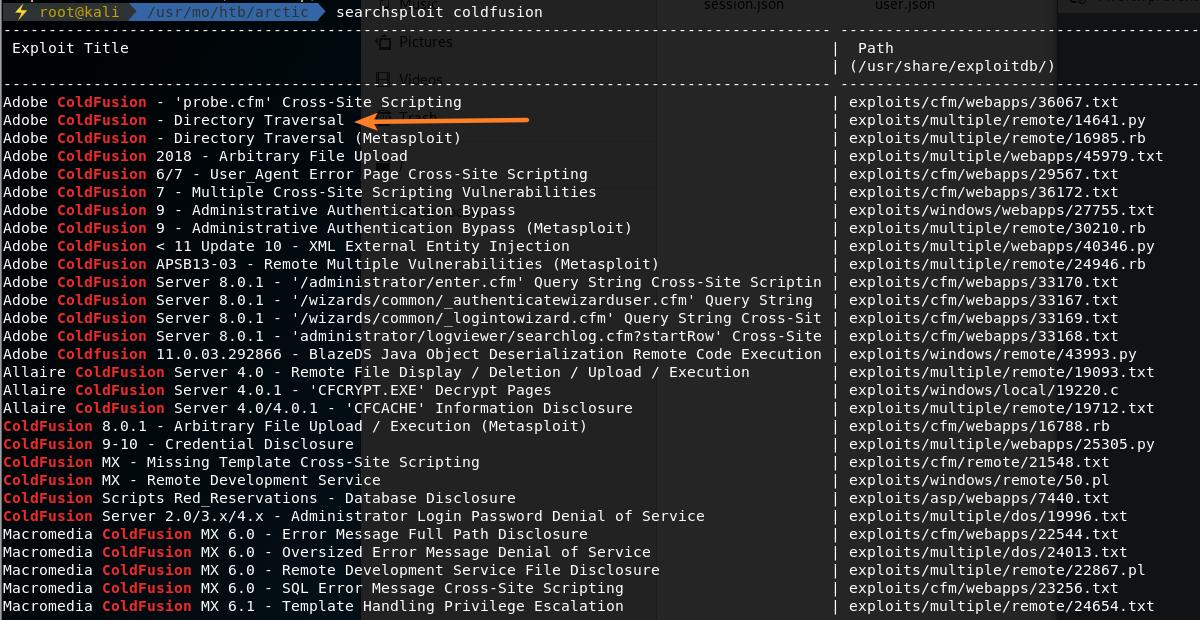 Music
session.json
user.json
⚡ root@kali /usr/mo/htb/arctic searchsploit coldfusion
--------------------------------------------------------------------------------------------- ----------------------------------------
Exploit Title | Path
| (/usr/share/exploitdb/)
--------------------------------------------------------------------------------------------- ----------------------------------------
Adobe ColdFusion - 'probe.cfm' Cross-Site Scripting | exploits/cfm/webapps/36067.txt
Adobe ColdFusion - Directory Traversal | exploits/multiple/remote/14641.py
Adobe ColdFusion - Directory Traversal (Metasploit) | exploits/multiple/remote/16985.rb
Adobe ColdFusion 2018 - Arbitrary File Upload | exploits/multiple/webapps/45979.txt
Adobe ColdFusion 6/7 - User_Agent Error Page Cross-Site Scripting | exploits/cfm/webapps/29567.txt
Adobe ColdFusion 7 - Multiple Cross-Site Scripting Vulnerabilities | exploits/cfm/webapps/36172.txt
Adobe ColdFusion 9 - Administrative Authentication Bypass | exploits/windows/webapps/27755.txt
Adobe ColdFusion 9 - Administrative Authentication Bypass (Metasploit) | exploits/multiple/remote/30210.rb
Adobe ColdFusion < 11 Update 10 - XML External Entity Injection | exploits/multiple/webapps/40346.py
Adobe ColdFusion APSB13-03 - Remote Multiple Vulnerabilities (Metasploit) | exploits/multiple/remote/24946.rb
Adobe ColdFusion Server 8.0.1 - '/administrator/enter.cfm' Query String Cross-Site Scriptin | exploits/cfm/webapps/33170.txt
Adobe ColdFusion Server 8.0.1 - '/wizards/common/_authenticatewizarduser.cfm' Query String | exploits/cfm/webapps/33167.txt
Adobe ColdFusion Server 8.0.1 - '/wizards/common/_logintowizard.cfm' Query String Cross-Sit | exploits/cfm/webapps/33169.txt
Adobe ColdFusion Server 8.0.1 - 'administrator/logviewer/searchlog.cfm?startRow' Cross-Site | exploits/cfm/webapps/33168.txt
Adobe ColdFusion 11.0.03.292866 - BlazeDS Java Object Deserialization Remote Code Execution | exploits/windows/remote/43993.py
Allaire ColdFusion Server 4.0 - Remote File Display / Deletion / Upload / Execution | exploits/multiple/remote/19093.txt
Allaire ColdFusion Server 4.0.1 - 'CFCRYPT.EXE' Decrypt Pages | exploits/windows/local/19220.c
Allaire ColdFusion Server 4.0/4.0.1 - 'CFCACHE' Information Disclosure | exploits/multiple/remote/19712.txt
ColdFusion 8.0.1 - Arbitrary File Upload / Execution (Metasploit) | exploits/cfm/webapps/16788.rb
ColdFusion 9-10 - Credential Disclosure | exploits/multiple/webapps/25305.py
ColdFusion MX - Missing Template Cross-Site Scripting | exploits/cfm/remote/21548.txt
ColdFusion MX - Remote Development Service | exploits/windows/remote/50.pl
ColdFusion Scripts Red_Reservations - Database Disclosure | exploits/asp/webapps/7440.txt
ColdFusion Server 2.0/3.x/4.x - Administrator Login Password Denial of Service | exploits/multiple/dos/19996.txt
Macromedia ColdFusion MX 6.0 - Error Message Full Path Disclosure | exploits/cfm/webapps/22544.txt
Macromedia ColdFusion MX 6.0 - Oversized Error Message Denial of Service | exploits/multiple/dos/24013.txt
Macromedia ColdFusion MX 6.0 - Remote Development Service File Disclosure | exploits/multiple/remote/22867.pl
Macromedia ColdFusion MX 6.0 - SQL Error Message Cross-Site Scripting | exploits/cfm/webapps/23256.txt
Macromedia ColdFusion MX 6.1 - Template Handling Privilege Escalation | exploits/multiple/remote/24654.txt
Pictures
Videos
Trash